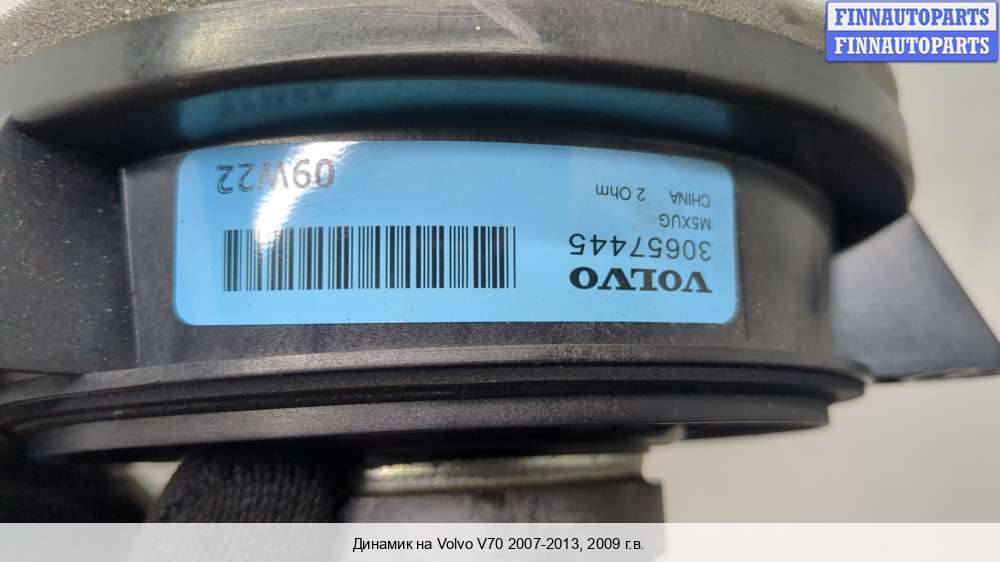 FINNAUTOPARTS
FINNAUTOPARTS
VOLVO
30657445
M5XUG
CHINA 2 Ohm
09W22
Динамик на Volvo V70 2007-2013, 2009 г.в.